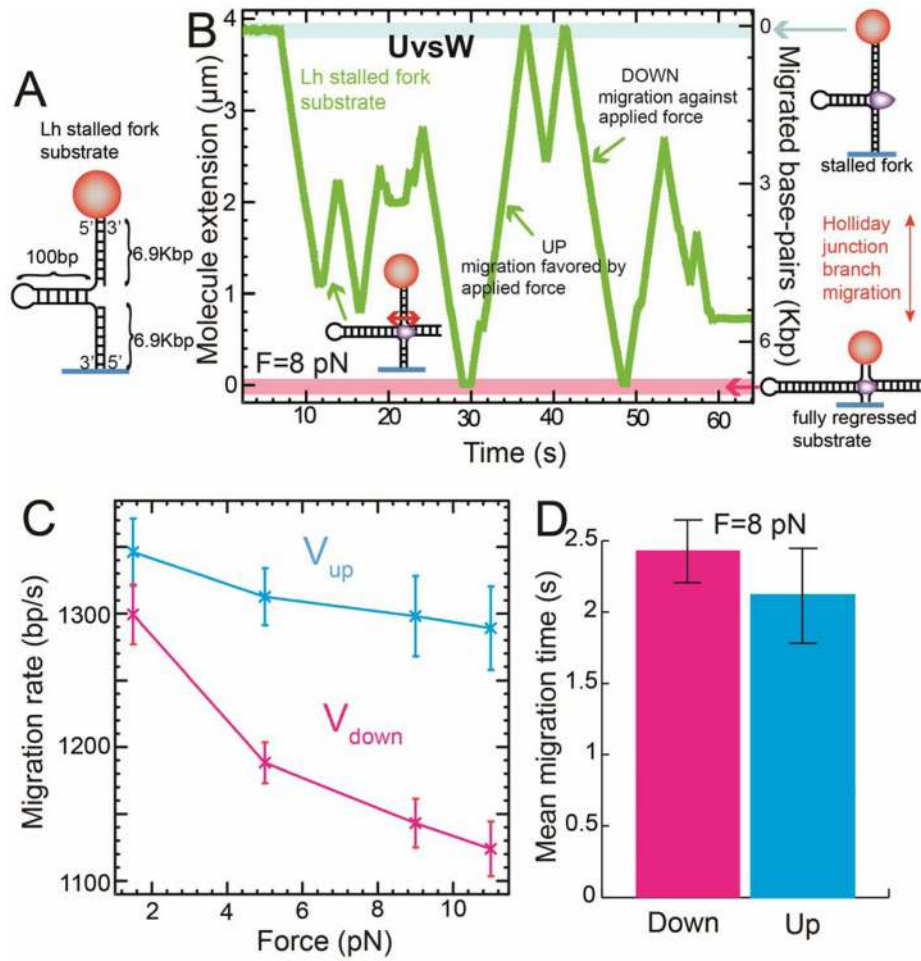 A
Lh stalled fork
substrate
5' 3'
100bp
6.9Kbp
6.9Kbp
3' 5'
B
UvsW
Lh stalled fork
substrate
DOWN
migration against
applied force
UP
migration favored by
applied force
F=8 pN
Molecule extension (µm)
4
3
2
1
0
10 20 30 40 50 60
Time (s)
0
3
6
Migrated base-pairs (Kbp)
stalled fork
Holliday
junction
branch
migration
fully regressed
substrate
C
V up
V down
Migration rate (bp/s)
1300
1200
1100
2 4 6 8 10
Force (pN)
D
F=8 pN
Mean migration time (s)
2.5
2
1.5
1
0.5
0
Down Up